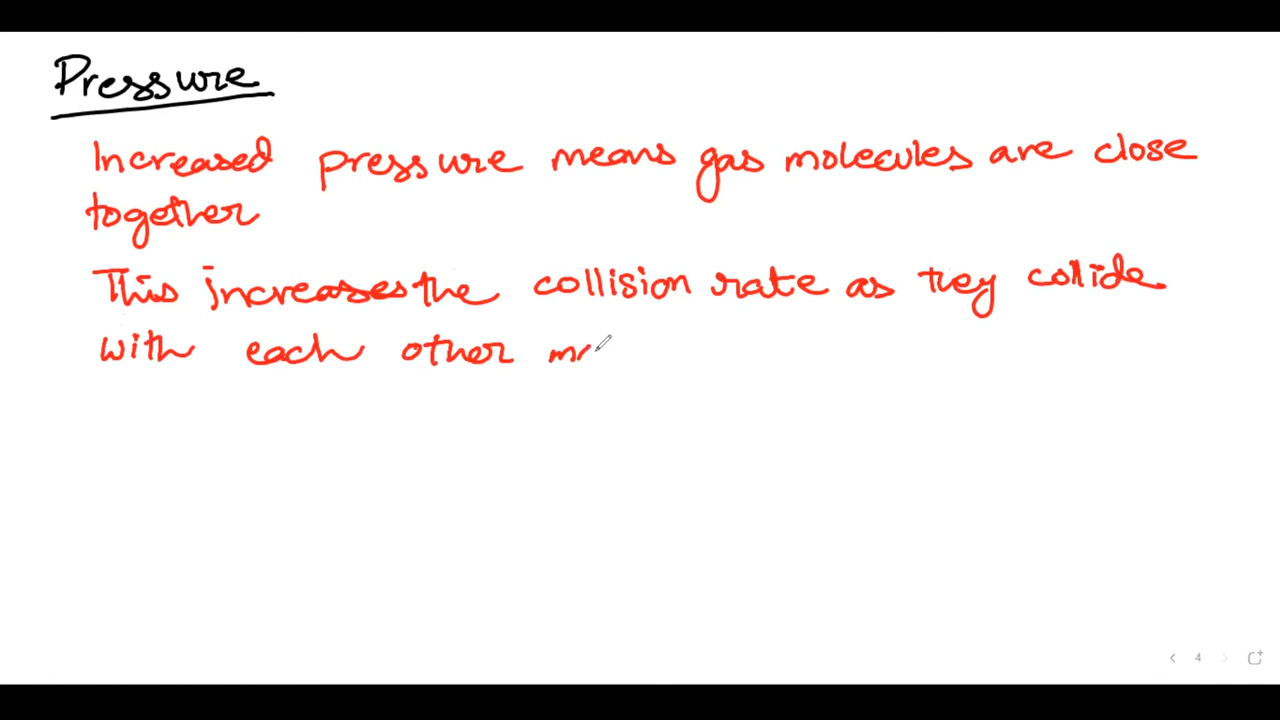 Pressure
Increased pressure means gas molecules are close
together
This increases the collision rate as they collide
with each other
4